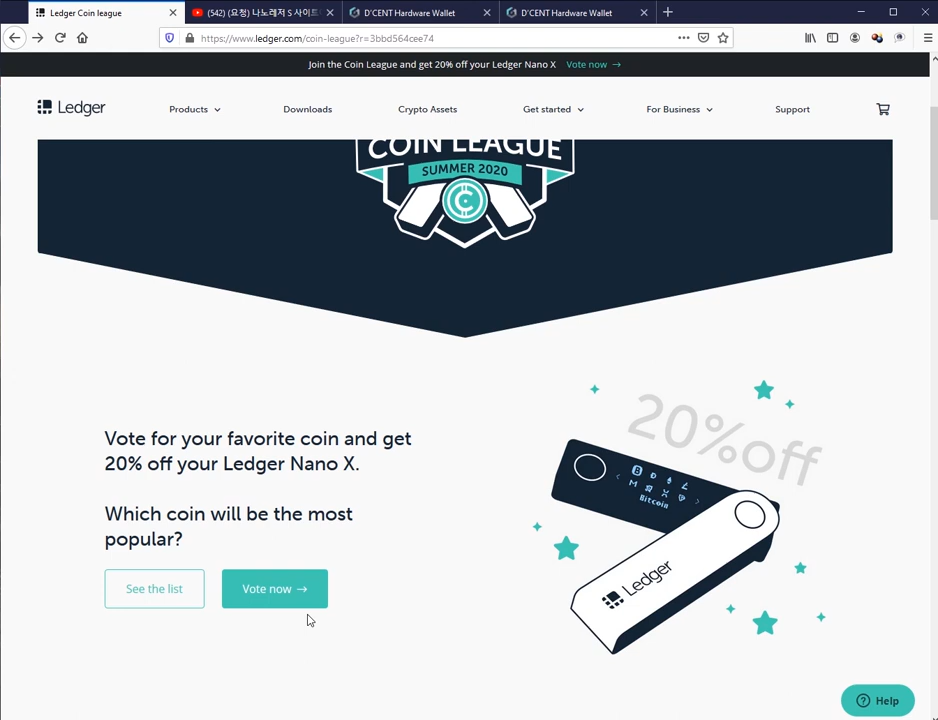 Ledger Coin league
(542) (요청) 나노레저 S 사이트
D'CENT Hardware Wallet
D'CENT Hardware Wallet
https://www.ledger.com/coin-league?r=3bbd564cee74
Join the Coin League and get 20% off your Ledger Nano X Vote now →
Ledger
Products
Downloads
Crypto Assets
Get started
For Business
Support
COIN LEAGUE
SUMMER 2020
20%off
Vote for your favorite coin and get
20% off your Ledger Nano X.
Which coin will be the most
popular?
Bitcoin
Ledger
See the list
Vote now →
Help